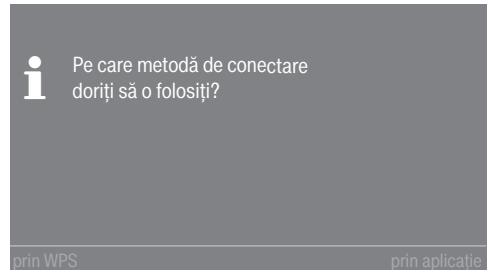 Pe care metodă de conectare
doriți să o folosiți?
prin WPS
prin aplicație